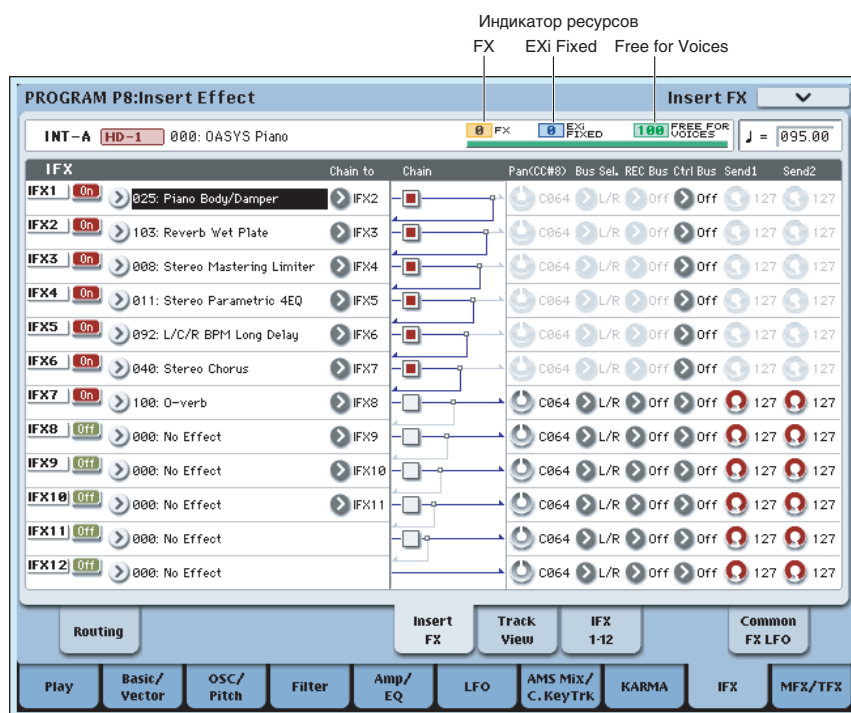 Индикатор ресурсов
FX EXi Fixed Free for Voices
PROGRAM P8:Insert Effect Insert FX
INT-A HD-1 000: OASYS Piano 0 FX 0 EXi FIXED 100 FREE FOR VOICES ♩ = 095.00
IFX Chain to Chain Pan(CC#8) Bus Sel. REC Bus Ctrl Bus Send1 Send2
IFX1 On 025: Piano Body/Damper IFX2 C064 L/R Off Off 127 127
IFX2 On 103: Reverb Wet Plate IFX3 C064 L/R Off Off 127 127
IFX3 On 008: Stereo Mastering Limiter IFX4 C064 L/R Off Off 127 127
IFX4 On 011: Stereo Parametric 4EQ IFX5 C064 L/R Off Off 127 127
IFX5 On 092: L/C/R BPM Long Delay IFX6 C064 L/R Off Off 127 127
IFX6 On 040: Stereo Chorus IFX7 C064 L/R Off Off 127 127
IFX7 On 100: O-verb IFX8 C064 L/R Off Off 127 127
IFX8 Off 000: No Effect IFX9 C064 L/R Off Off 127 127
IFX9 Off 000: No Effect IFX10 C064 L/R Off Off 127 127
IFX10 Off 000: No Effect IFX11 C064 L/R Off Off 127 127
IFX11 Off 000: No Effect C064 L/R Off Off 127 127
IFX12 Off 000: No Effect C064 L/R Off Off 127 127
Routing Insert FX Track View IFX 1-12 Common FX LFO
Play Basic/Vector OSC/Pitch Filter Amp/EQ LFO AMS Mix/C.KeyTrk KARMA IFX MFX/TFX